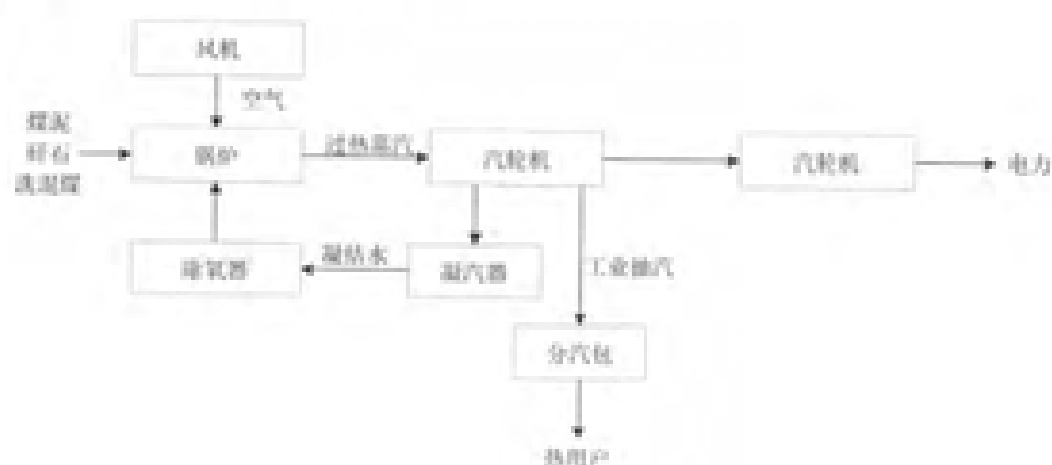 风机
空气
煤泥
矸石
洗混煤
锅炉
过热蒸汽
汽轮机
汽轮机
电力
除氧器
凝结水
凝汽器
工业抽汽
分汽包
热用户